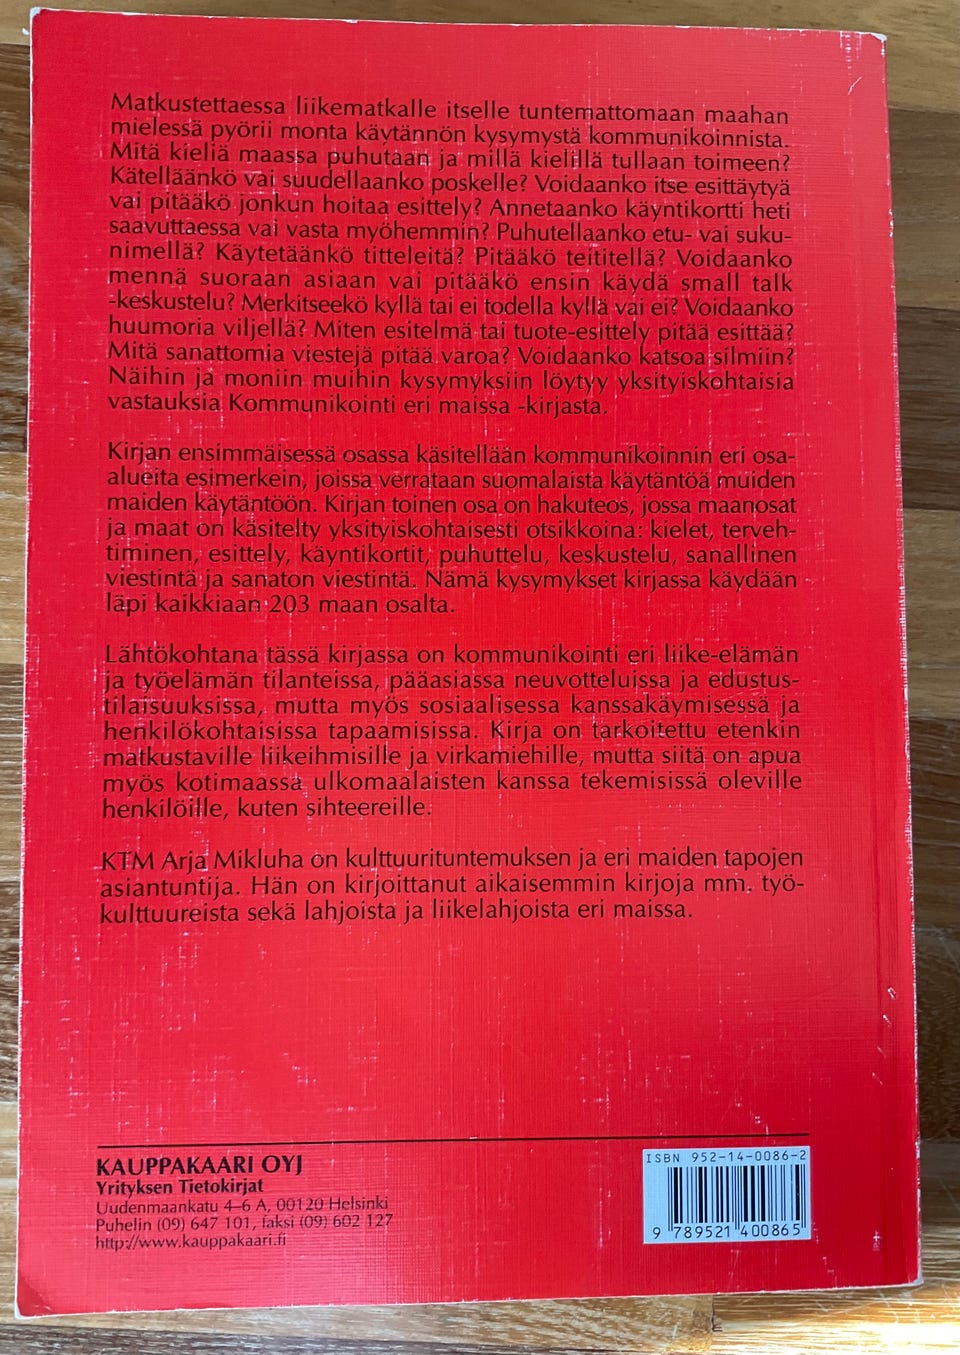 Matkustettaessa liikematkalle itselle tuntemattomaan maahan
mielessä pyörii monta käytännön kysymystä kommunikoinnista.
Mitä kieliä maassa puhutaan ja millä kielillä tullaan toimeen?
Kätelläänkö vai suudellaanko poskelle? Voidaanko itse esittäytyä
vai pitääkö jonkun hoitaa esittely? Annetaanko käyntikortti heti
saavuttaessa vai vasta myöhemmin? Puhutellaanko etu- vai suku-
nimellä? Käytetäänkö titteleitä? Pitääkö teititellä? Voidaanko
mennä suoraan asiaan vai pitääkö ensin käydä small talk
-keskustelu? Merkitseekö kyllä tai ei todella kyllä vai ei? Voidaanko
huumoria viljellä? Miten esitelmä tai tuote-esittely pitää esittää?
Mitä sanattomia viestejä pitää varoa? Voidaanko katsoa silmiin?
Näihin ja moniin muihin kysymyksiin löytyy yksityiskohtaisia
vastauksia Kommunikointi eri maissa -kirjasta.
Kirjan ensimmäisessä osassa käsitellään kommunikoinnin eri osa-
alueita esimerkein, joissa verrataan suomalaista käytäntöä muiden
maiden käytäntöön. Kirjan toinen osa on hakuteos, jossa maanosat
ja maat on käsitelty yksityiskohtaisesti otsikkoina: kielet, terveh-
timinen, esittely, käyntikortit, puhuttelu, keskustelu, sanallinen
viestintä ja sanaton viestintä. Nämä kysymykset kirjassa käydään
läpi kaikkiaan 203 maan osalta.
Lähtökohtana tässä kirjassa on kommunikointi eri liike-elämän
ja työelämän tilanteissa, pääasiassa neuvotteluissa ja edustus-
tilaisuuksissa, mutta myös sosiaalisessa kanssakäymisessä ja
henkilökohtaisissa tapaamisissa. Kirja on tarkoitettu etenkin
matkustaville liikeihmisille ja virkamiehille, mutta siitä on apua
myös kotimaassa ulkomaalaisten kanssa tekemisissä oleville
henkilöille, kuten sihteereille.
KTM Arja Mikluha on kulttuurituntemuksen ja eri maiden tapojen
asiantuntija. Hän on kirjoittanut aikaisemmin kirjoja mm. työ-
kulttuureista sekä lahjoista ja liikelahjoista eri maissa.
KAUPPAKAARI OYJ
Yrityksen Tietokirjat
Uudenmaankatu 4–6 A, 00120 Helsinki
Puhelin (09) 647 101, faksi (09) 602 127
http://www.kauppakaari.fi
ISBN 952-14-0086-2
9 789521 400865